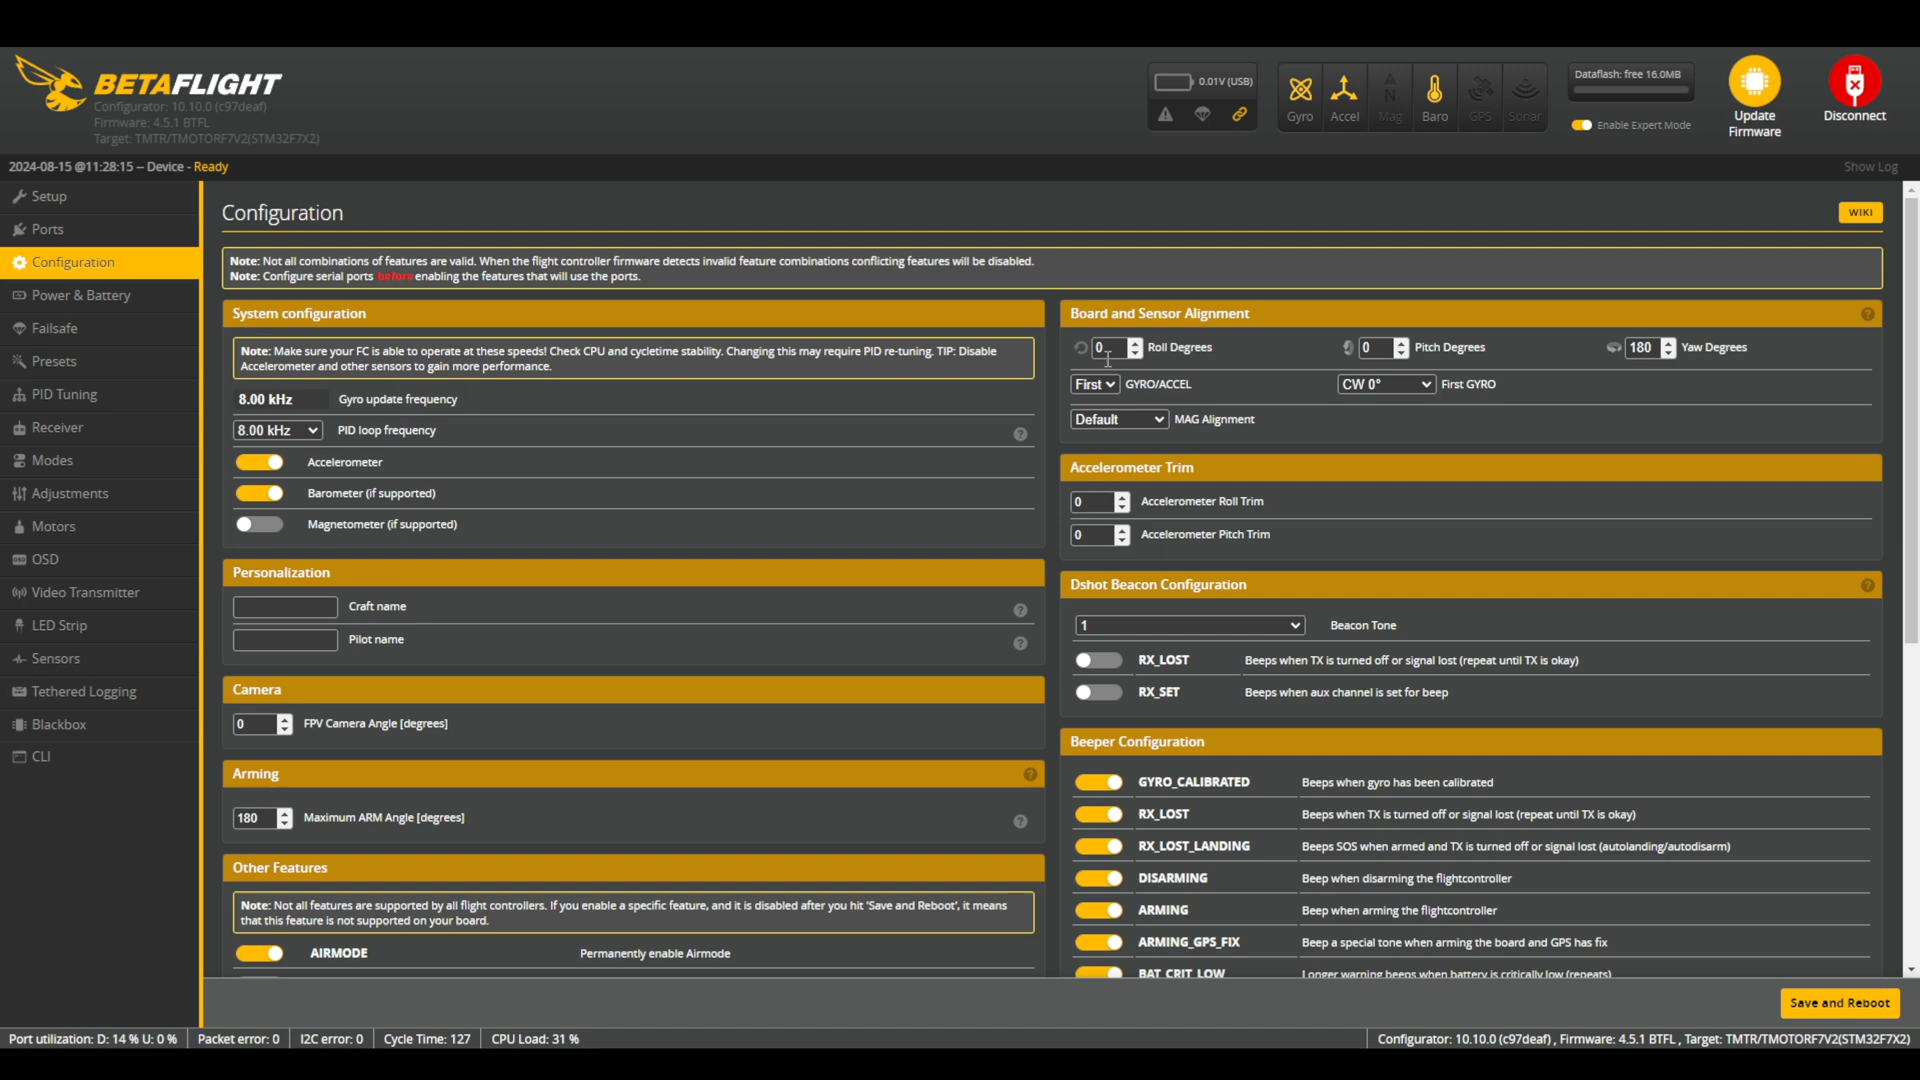 BETAFLIGHT
Configurator: 10.10.0 (c97deaf)
Firmware: 4.5.1 BTFL
Target: TMTR/TMOTORF7V2(STM32F7X2)
0.01V (USB)
Gyro
Accel
Mag
Baro
GPS
Sonar
Dataflash: free 16.0MB
Enable Expert Mode
Update
Firmware
Disconnect
2024-08-15 @11:28:15 -- Device - Ready
Show Log
Setup
Ports
Configuration
Power & Battery
Failsafe
Presets
PID Tuning
Receiver
Modes
Adjustments
Motors
OSD
Video Transmitter
LED Strip
Sensors
Tethered Logging
Blackbox
CLI
Configuration
WIKI
Note: Not all combinations of features are valid. When the flight controller firmware detects invalid feature combinations conflicting features will be disabled.
Note: Configure serial ports before enabling the features that will use the ports.
System configuration
Note: Make sure your FC is able to operate at these speeds! Check CPU and cycletime stability. Changing this may require PID re-tuning. TIP: Disable
Accelerometer and other sensors to gain more performance.
8.00 kHz Gyro update frequency
8.00 kHz PID loop frequency
Accelerometer
Barometer (if supported)
Magnetometer (if supported)
Personalization
Craft name
Pilot name
Camera
0 FPV Camera Angle [degrees]
Arming
180 Maximum ARM Angle [degrees]
Other Features
Note: Not all features are supported by all flight controllers. If you enable a specific feature, and it is disabled after you hit 'Save and Reboot', it means
that this feature is not supported on your board.
AIRMODE Permanently enable Airmode
Board and Sensor Alignment
0 Roll Degrees 0 Pitch Degrees 180 Yaw Degrees
First GYRO/ACCEL CW 0° First GYRO
Default MAG Alignment
Accelerometer Trim
0 Accelerometer Roll Trim
0 Accelerometer Pitch Trim
Dshot Beacon Configuration
1 Beacon Tone
RX_LOST Beeps when TX is turned off or signal lost (repeat until TX is okay)
RX_SET Beeps when aux channel is set for beep
Beeper Configuration
GYRO_CALIBRATED Beeps when gyro has been calibrated
RX_LOST Beeps when TX is turned off or signal lost (repeat until TX is okay)
RX_LOST_LANDING Beeps SOS when armed and TX is turned off or signal lost (autolanding/autodisarm)
DISARMING Beep when disarming the flightcontroller
ARMING Beep when arming the flightcontroller
ARMING_GPS_FIX Beep a special tone when arming the board and GPS has fix
BAT_CRIT_LOW Longer warning beeps when battery is critically low (repeats)
Save and Reboot
Port utilization: D: 14 % U: 0 % Packet error: 0 I2C error: 0 Cycle Time: 127 CPU Load: 31 %
Configurator: 10.10.0 (c97deaf) , Firmware: 4.5.1 BTFL , Target: TMTR/TMOTORF7V2(STM32F7X2)